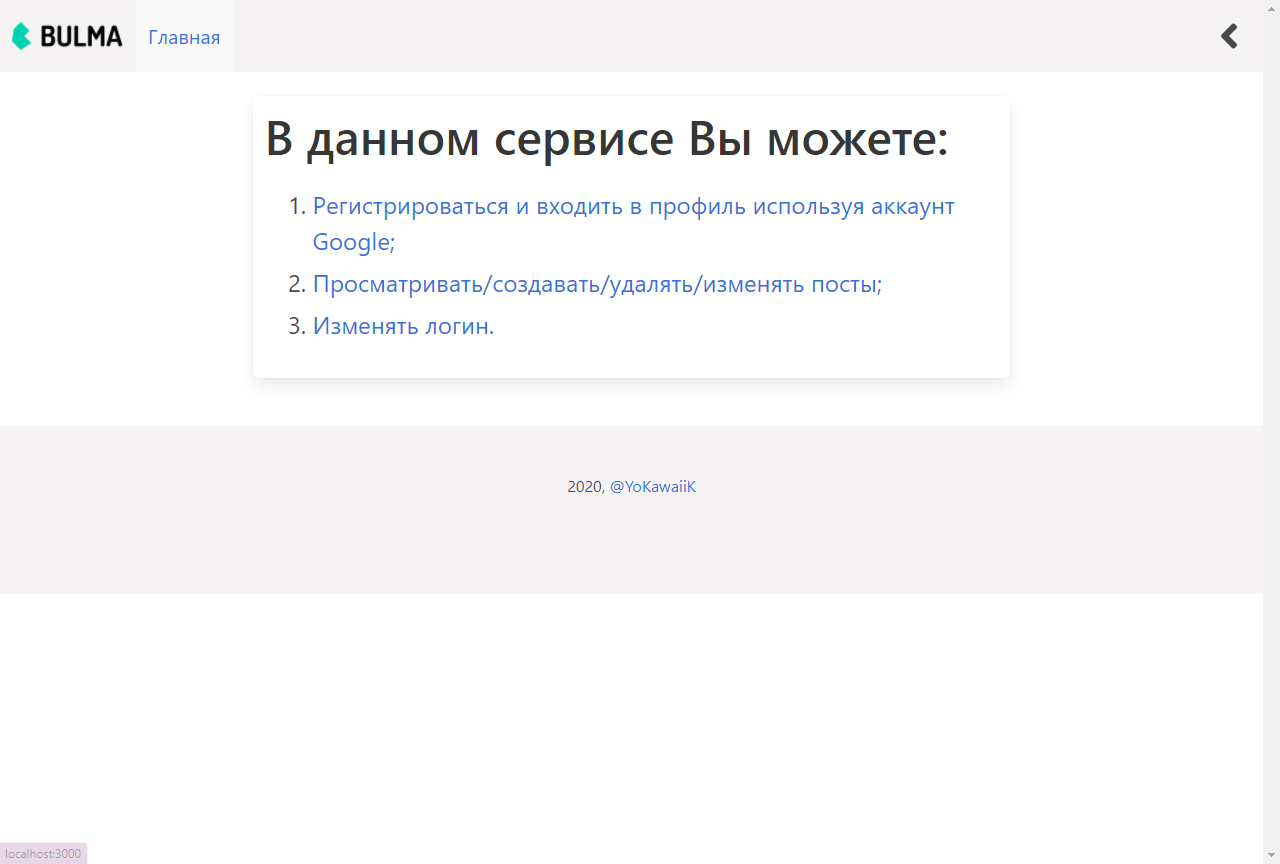 BULMA
Главная
В данном сервисе Вы можете:
1. Регистрироваться и входить в профиль используя аккаунт
Google;
2. Просматривать/создавать/удалять/изменять посты;
3. Изменять логин.
2020, @YoKawaiiK
localhost:3000